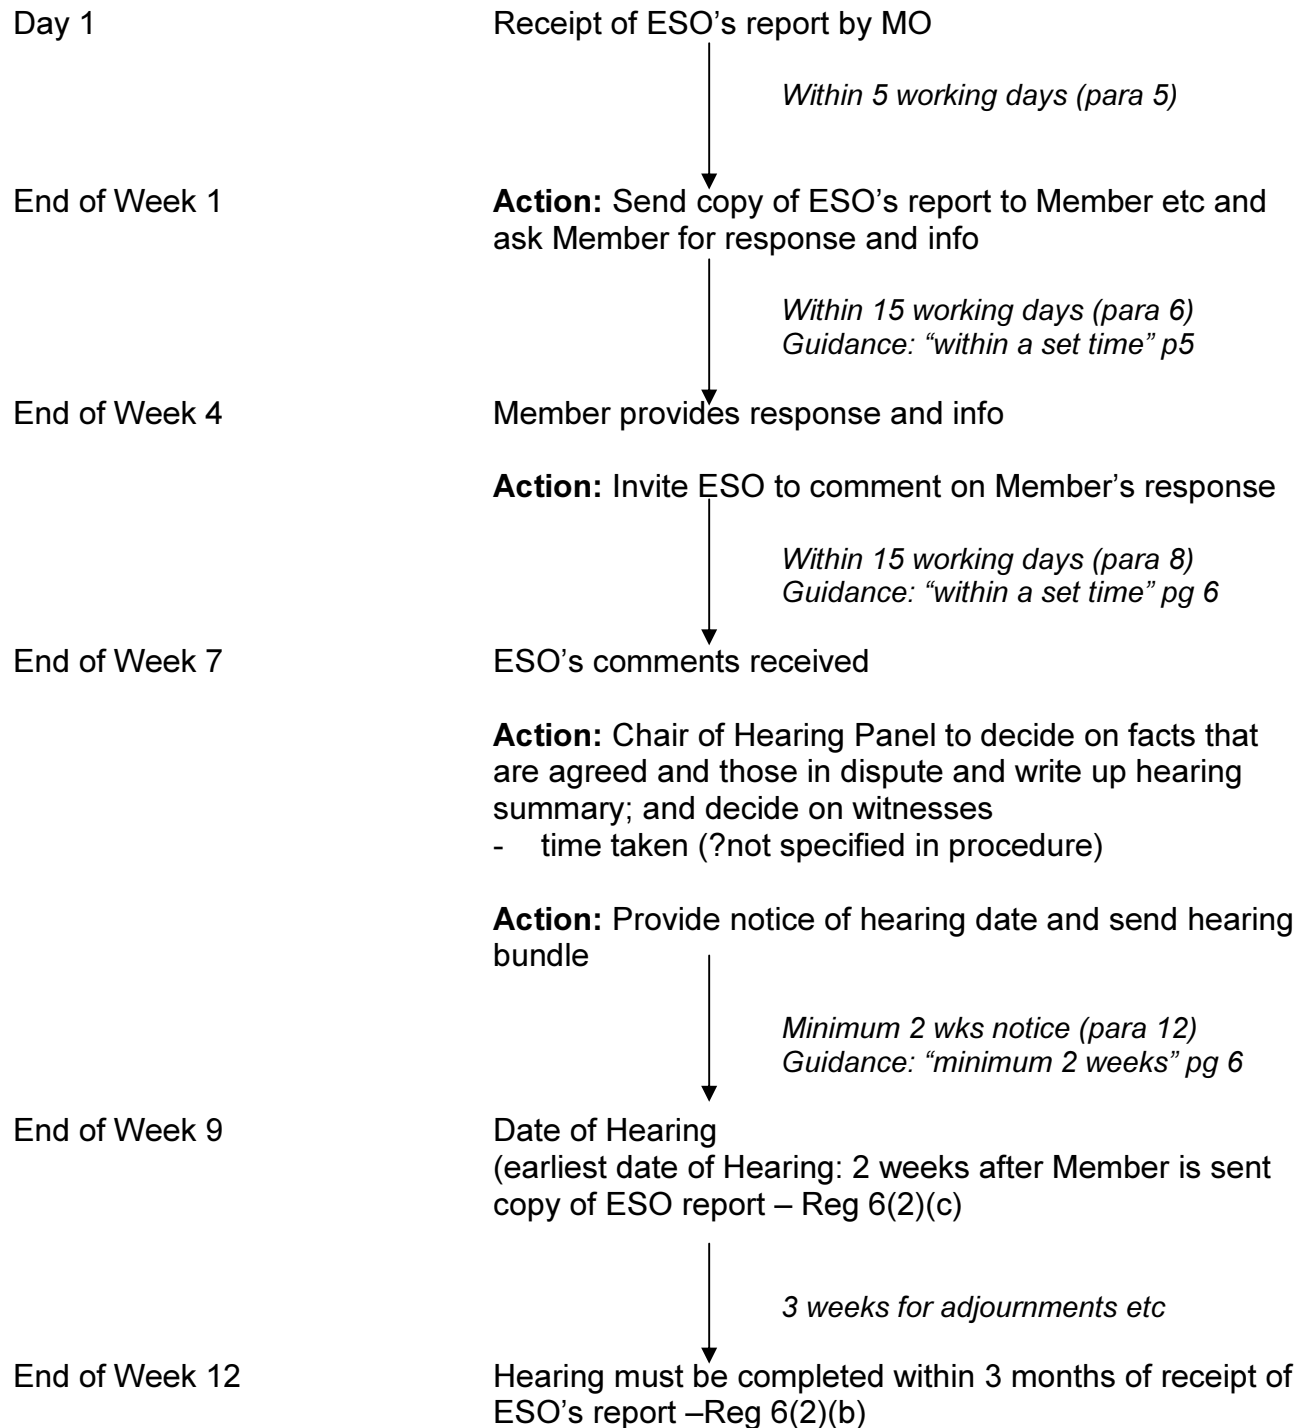 Day 1 Receipt of ESO’s report by MO
Within 5 working days (para 5)
End of Week 1 Action: Send copy of ESO’s report to Member etc and
ask Member for response and info
Within 15 working days (para 6)
Guidance: “within a set time” p5
End of Week 4 Member provides response and info
Action: Invite ESO to comment on Member’s response
Within 15 working days (para 8)
Guidance: “within a set time” pg 6
End of Week 7 ESO’s comments received
Action: Chair of Hearing Panel to decide on facts that
are agreed and those in dispute and write up hearing
summary; and decide on witnesses
- time taken (?not specified in procedure)
Action: Provide notice of hearing date and send hearing
bundle
Minimum 2 wks notice (para 12)
Guidance: “minimum 2 weeks” pg 6
End of Week 9 Date of Hearing
(earliest date of Hearing: 2 weeks after Member is sent
copy of ESO report – Reg 6(2)(c)
3 weeks for adjournments etc
End of Week 12 Hearing must be completed within 3 months of receipt of
ESO’s report –Reg 6(2)(b)